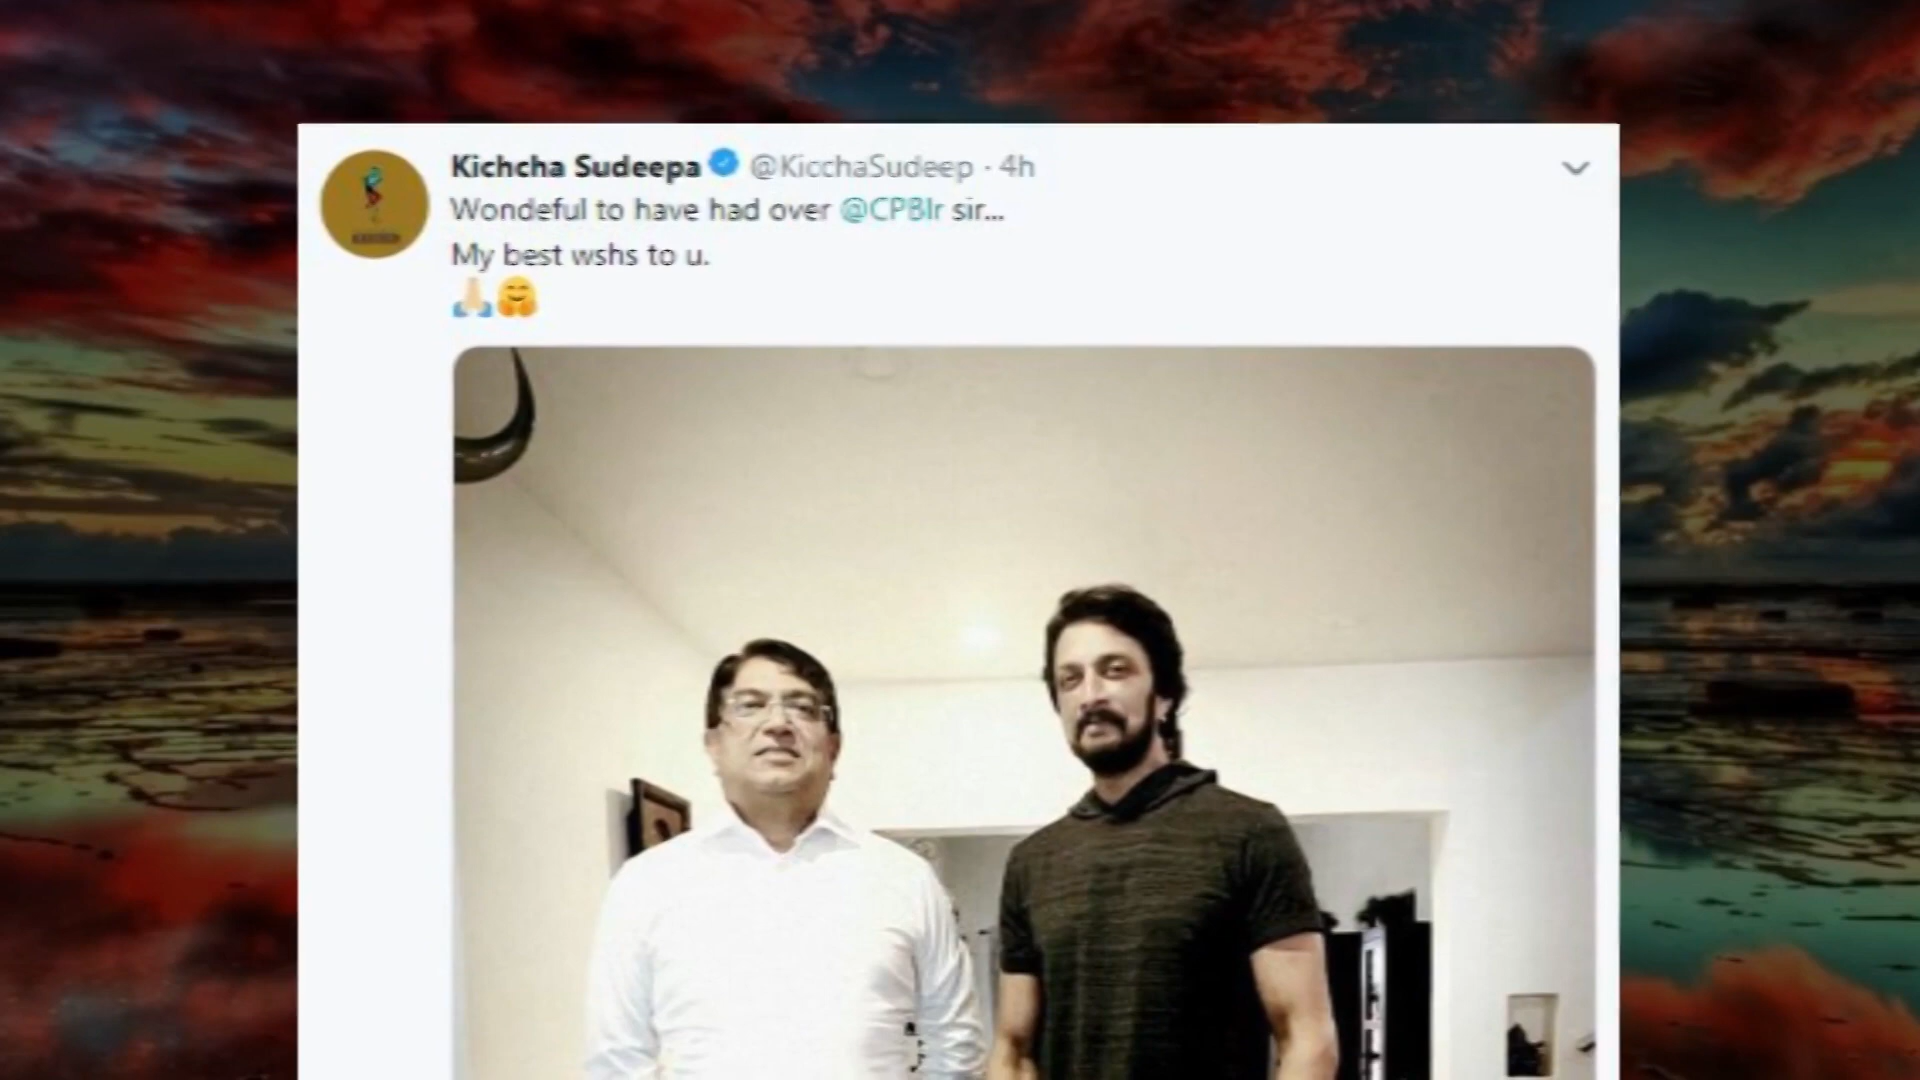 Kichcha Sudeepa @KicchaSudeep · 4h
Wondeful to have had over @CPBlr sir...
My best wshs to u.